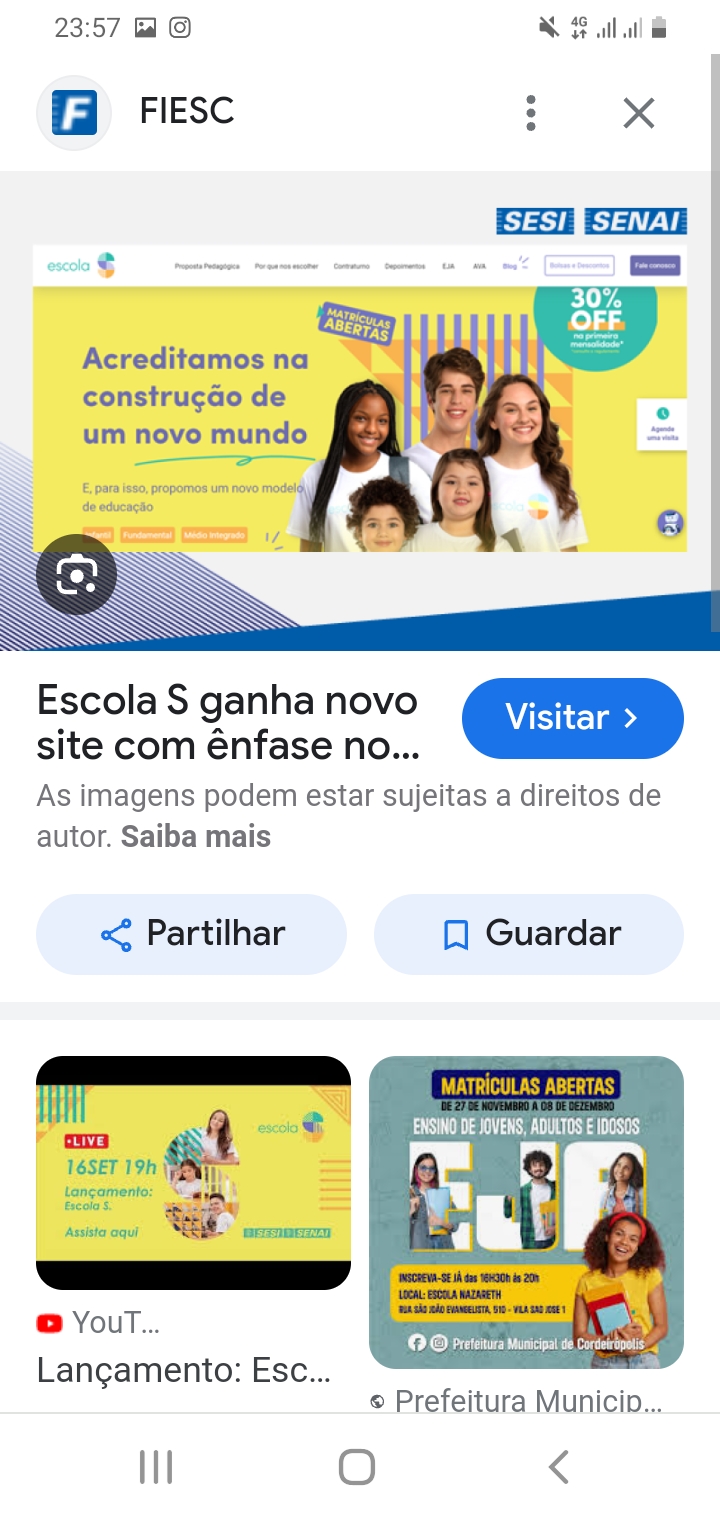 23:57
4G
F
FIESC
SESI SENAI
escola
Proposta Pedagógica Por que nos escolher Contraturno Depoimentos EJA AVA Blog Bolsas e Descontos Fale conosco
MATRÍCULAS
ABERTAS
30%
OFF
na primeira
mensalidade*
Acreditamos na
construção de
um novo mundo
Agende
uma visita
E, para isso, propomos um novo modelo
de educação
Infantil Fundamental Médio Integrado
escola
Escola S ganha novo
site com ênfase no...
Visitar
As imagens podem estar sujeitas a direitos de
autor. Saiba mais
Partilhar
Guardar
LIVE
16SET 19h
Lançamento:
Escola S.
Assista aqui
escola
SESI SENAI
YouT...
Lançamento: Esc...
MATRÍCULAS ABERTAS
DE 27 DE NOVEMBRO A 08 DE DEZEMBRO
ENSINO DE JOVENS, ADULTOS E IDOSOS
EJA
INSCREVA-SE JÁ das 16H30h às 20h
LOCAL: ESCOLA NAZARETH
RUA SÃO JOÃO EVANGELISTA, 510 - VILA SAO JOSE 1
Prefeitura Municipal de Cordeirópolis
Prefeitura Municip...